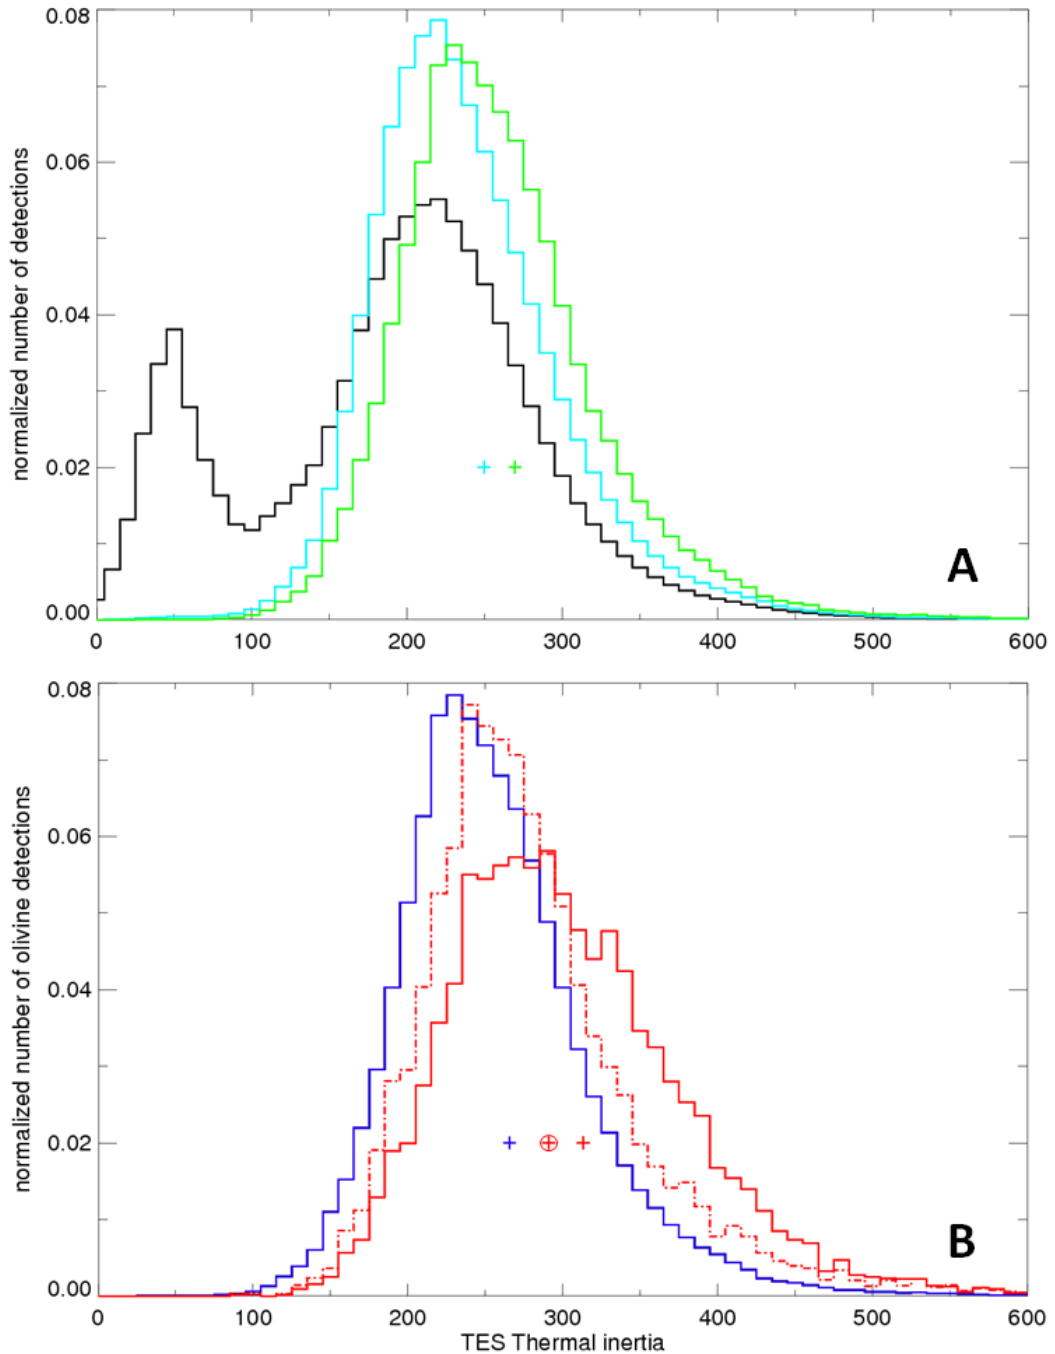 normalized number of detections
0.08
0.06
0.04
0.02
0.00
0 100 200 300 400 500 600
A
normalized number of olivine detections
0.08
0.06
0.04
0.02
0.00
0 100 200 300 400 500 600
TES Thermal inertia
B